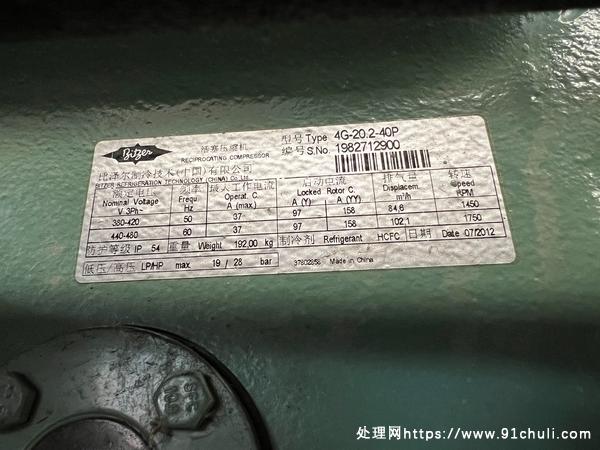 Bitzer
活塞压缩机
RECIPROCATING COMPRESSOR
型号 Type 4G-20.2-40P
编号 S.No. 1982712900
比泽尔制冷技术(中国)有限公司
BITZER REFRIGERATION TECHNOLOGY (CHINA) Co.Ltd.
额定电压 频率 最大工作电流 启动电流 排气量 转速
Nominal Voltage Frequ Operat. C Locked Rotor C. Displacem. speed
V 3Ph~ Hz A (max.) A (Y) A (YY) m³/h RPM
380-420 50 37 97 158 84,6 1450
440-480 60 37 97 158 102,1 1750
防护等级 IP 54 重量 Weight 192,00 kg 制冷剂 Refrigerant HCFC 日期 Date 07/2012
低压/高压 LP/HP max. 19 / 28 bar 37802858 Made in China
处理网https://www.91chuli.com/